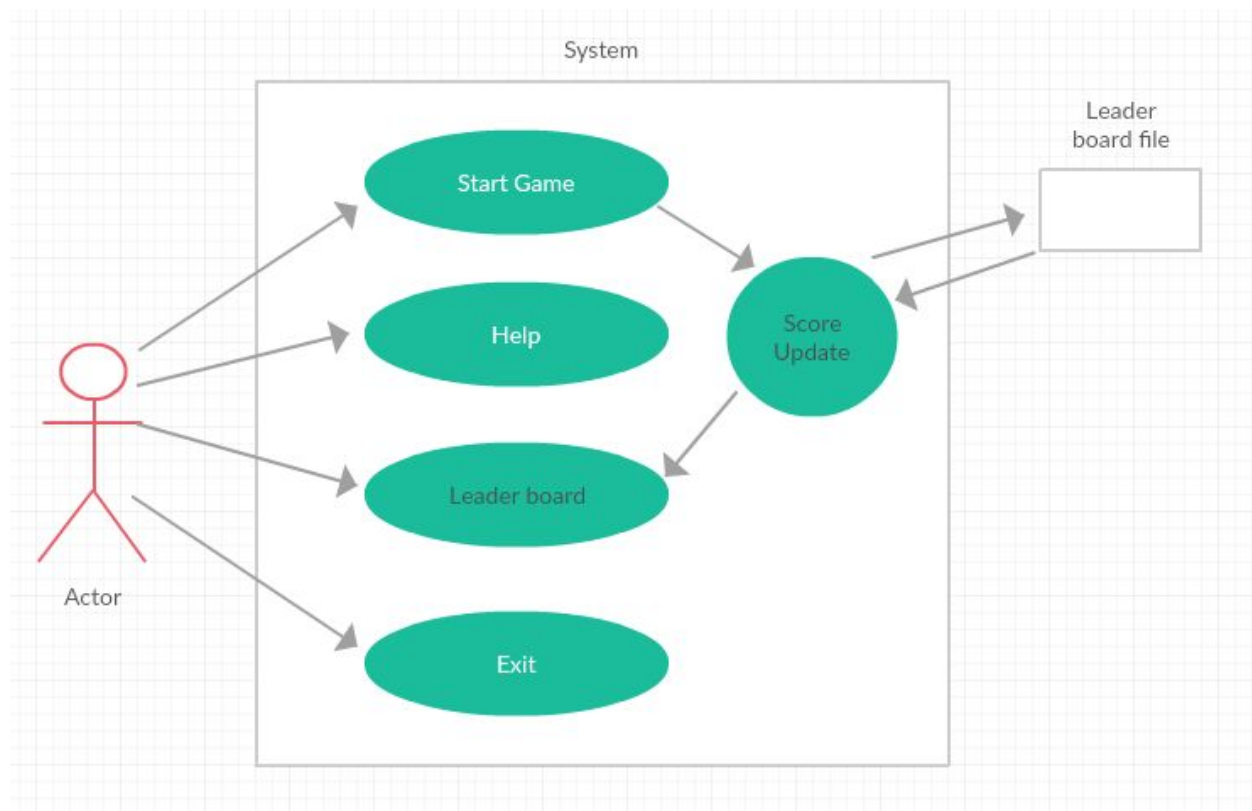 System
Leader
board file
Start Game
Help
Score
Update
Leader board
Actor
Exit